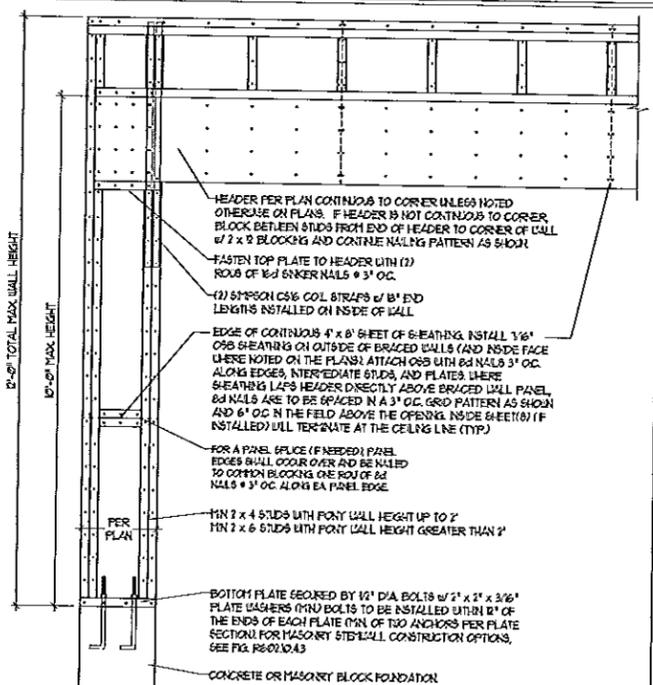 HEADER PER PLAN CONTINUOUS TO CORNER UNLESS NOTED
OTHERWISE ON PLANS. IF HEADER IS NOT CONTINUOUS TO CORNER,
BLOCK BETWEEN STUDS FROM END OF HEADER TO CORNER OF WALL
w/ 2 x 12 BLOCKING AND CONTINUE NAILING PATTERN AS SHOWN
FASTEN TOP PLATE TO HEADER WITH (2)
ROWS OF 16d SINKER NAILS @ 3" O.C.
(2) SIMPSON CS16 COIL STRAPS w/ 18" END
LENGTHS INSTALLED ON INSIDE OF WALL
EDGE OF CONTINUOUS 4' x 8' SHEET OF SHEATHING. INSTALL 7/16"
OSB SHEATHING ON OUTSIDE OF BRACED WALLS (AND INSIDE FACE
WHERE NOTED ON THE PLANS). ATTACH OSB WITH 8d NAILS 3" O.C.
ALONG EDGES, INTERMEDIATE STUDS, AND PLATES. WHERE
SHEATHING LAPS HEADER DIRECTLY ABOVE BRACED WALL PANEL,
8d NAILS ARE TO BE SPACED IN A 3" O.C. GRID PATTERN AS SHOWN
AND 6" O.C. IN THE FIELD ABOVE THE OPENING. INSIDE SHEET(S) (IF
INSTALLED) WILL TERMINATE AT THE CEILING LINE (TYP.)
FOR A PANEL SPLICE (IF NEEDED), PANEL
EDGES SHALL OCCUR OVER AND BE NAILED
TO COMMON BLOCKING. ONE ROW OF 8d
NAILS @ 3" O.C. ALONG EA. PANEL EDGE.
MIN 2 x 4 STUDS WITH PONY WALL HEIGHT UP TO 2'
MIN 2 x 6 STUDS WITH PONY WALL HEIGHT GREATER THAN 2'
PER
PLAN
BOTTOM PLATE SECURED BY 1/2" DIA. BOLTS w/ 2" x 2" x 3/16"
PLATE WASHERS (MIN.) BOLTS TO BE INSTALLED WITHIN 12" OF
THE ENDS OF EACH PLATE (MIN. OF TWO ANCHORS PER PLATE
SECTION). FOR MASONRY STEMWALL CONSTRUCTION OPTIONS,
SEE FIG. R602.10.4.3
CONCRETE OR MASONRY BLOCK FOUNDATION
12'-0" TOTAL MAX. WALL HEIGHT
10'-0" MAX. HEIGHT